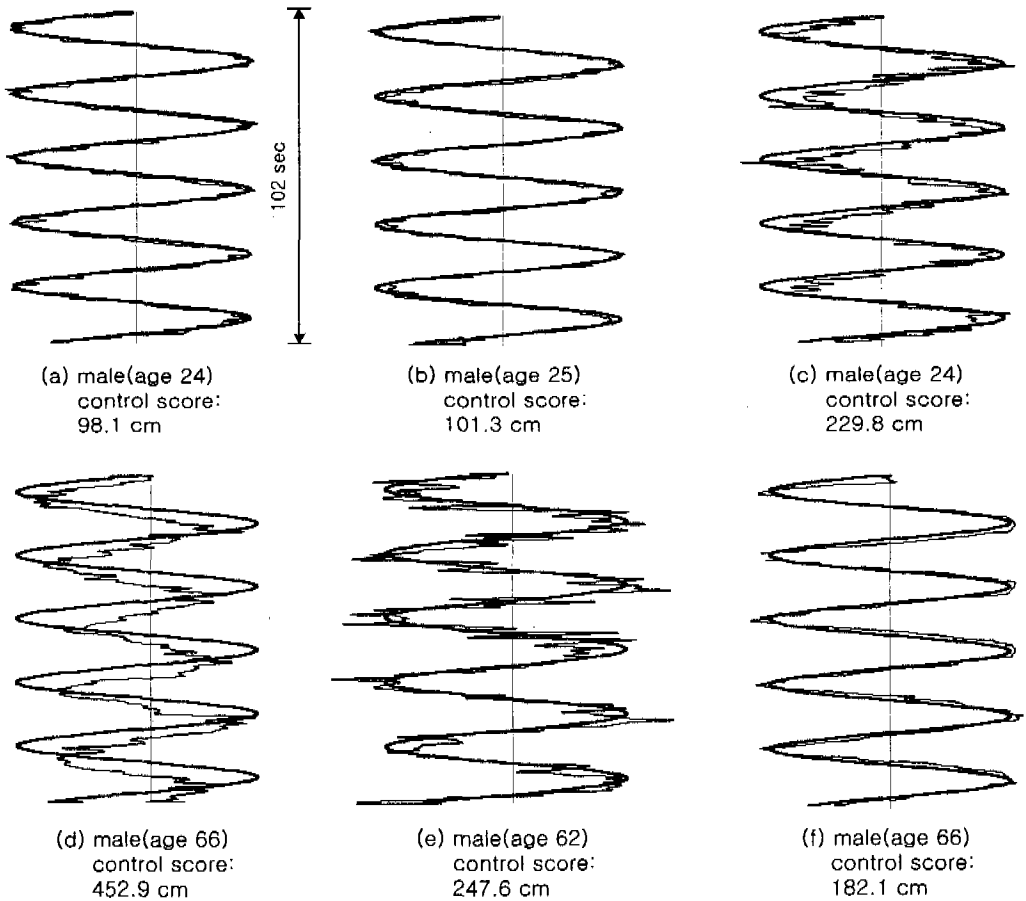 102 sec
(a) male(age 24)
control score:
98.1 cm
(b) male(age 25)
control score:
101.3 cm
(c) male(age 24)
control score:
229.8 cm
(d) male(age 66)
control score:
452.9 cm
(e) male(age 62)
control score:
247.6 cm
(f) male(age 66)
control score:
182.1 cm